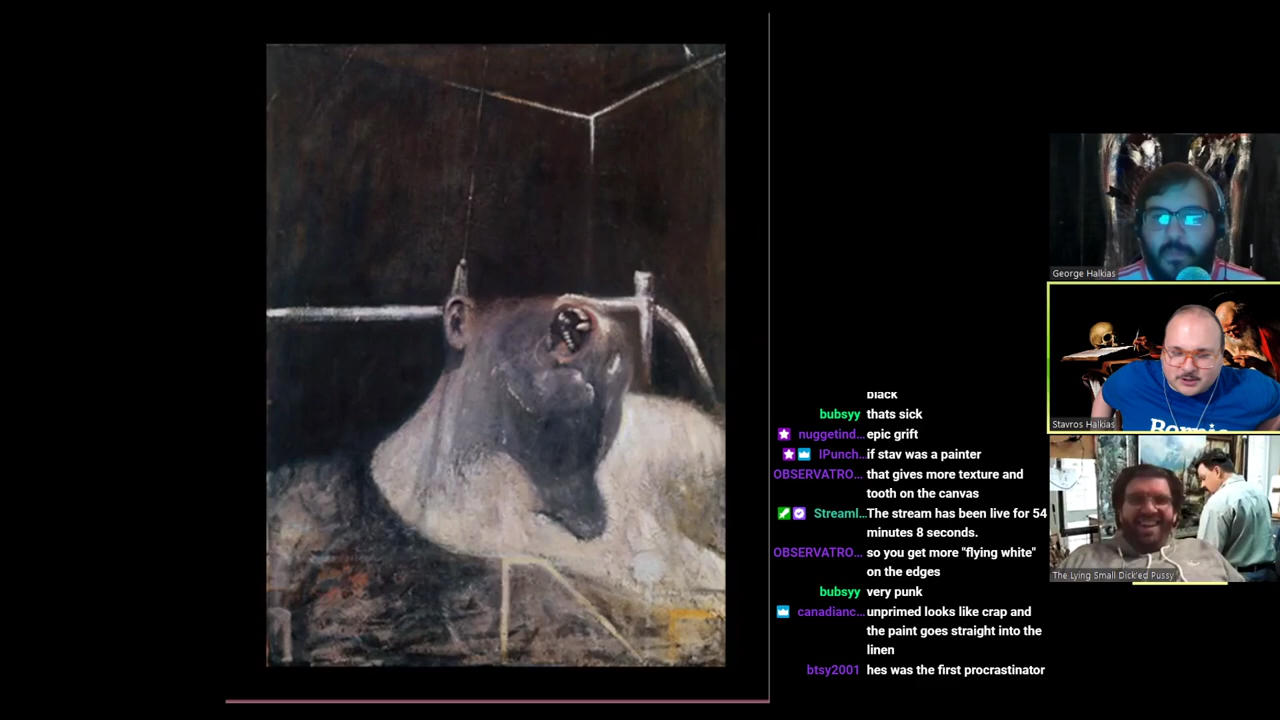 black
bubsyy thats sick
nuggetind... epic grift
IPunch... if stav was a painter
OBSERVATRO... that gives more texture and
tooth on the canvas
Streaml... The stream has been live for 54
minutes 8 seconds.
OBSERVATRO... so you get more "flying white"
on the edges
bubsyy very punk
canadianc... unprimed looks like crap and
the paint goes straight into the
linen
btsy2001 hes was the first procrastinator
George Halkias
Stavros Halkias
Bernie
The Lying Small Dick'ed Pussy